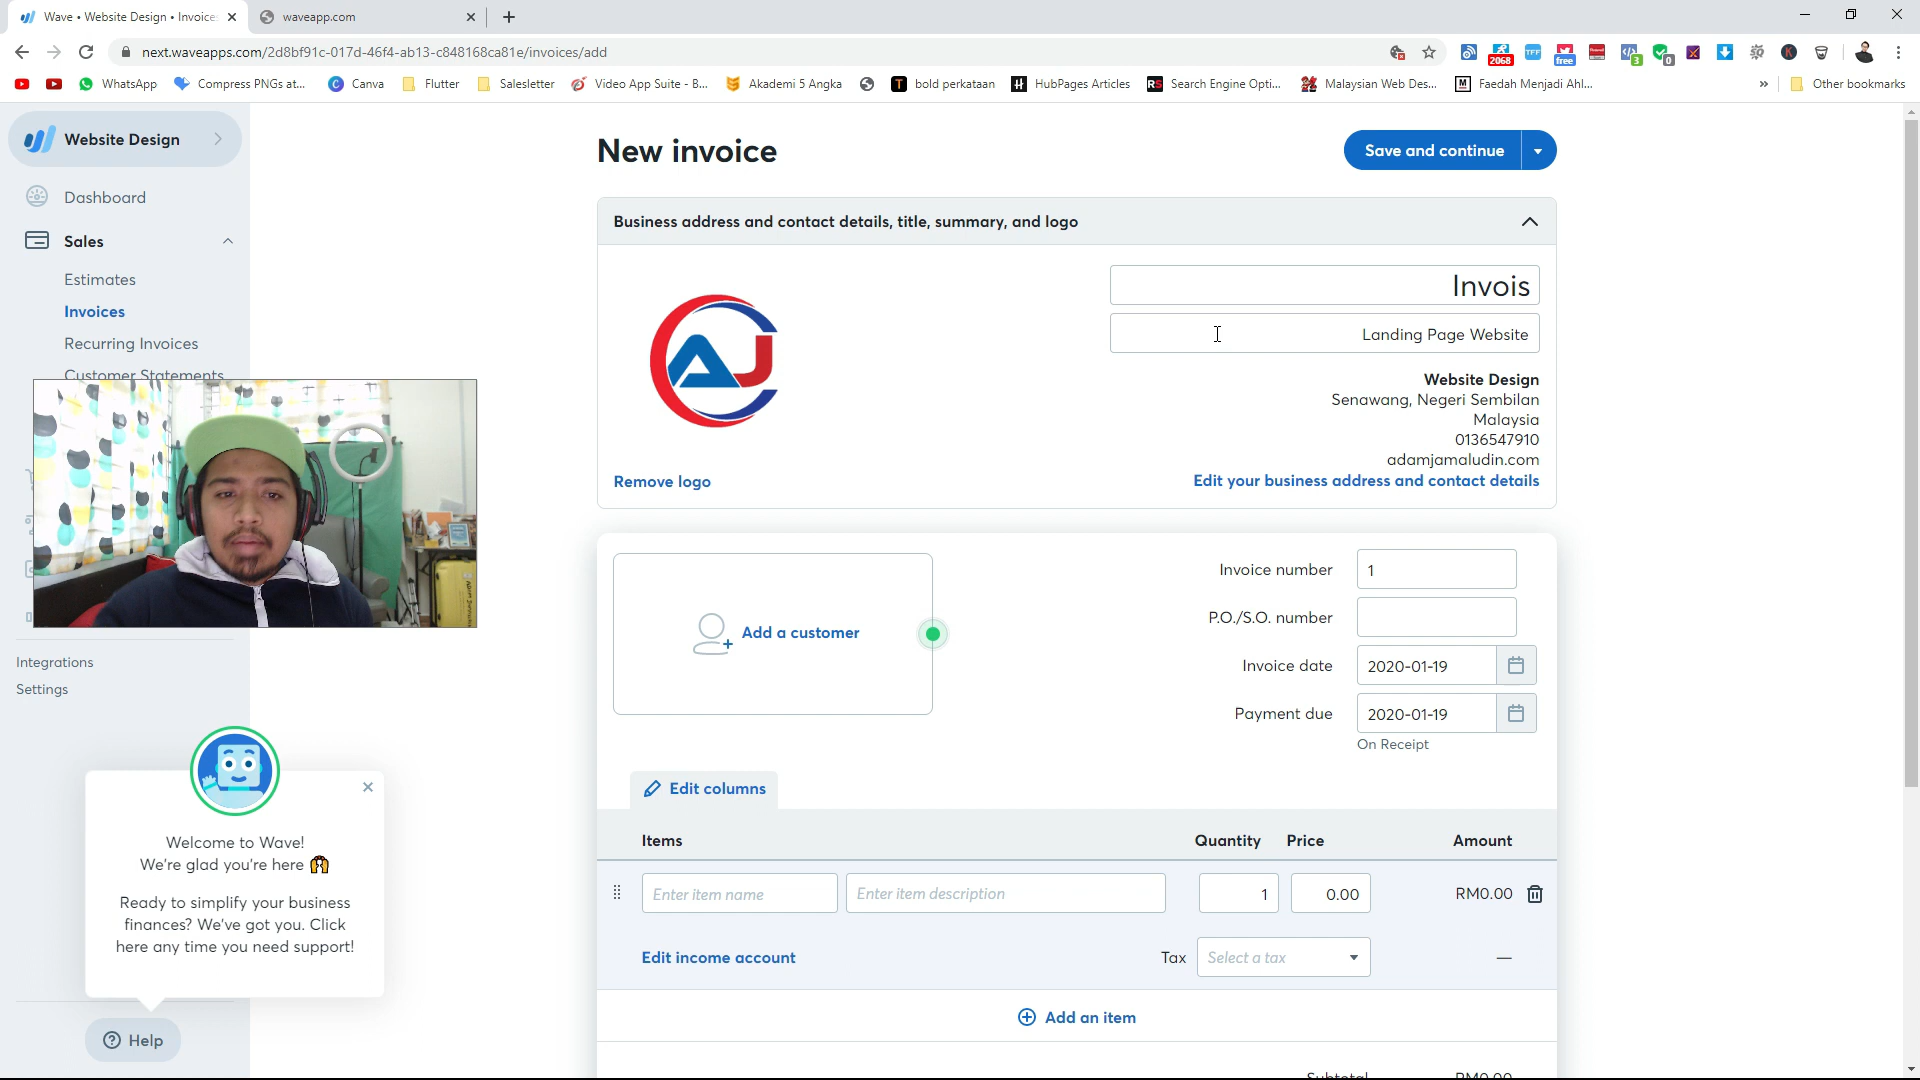 Wave • Website Design • Invoice
waveapp.com
next.waveapps.com/2d8bf91c-017d-46f4-ab13-c848168ca81e/invoices/add
2068
TFF
free
3
0
K
WhatsApp
Compress PNGs at...
Canva
Flutter
Salesletter
Video App Suite - B...
Akademi 5 Angka
T
bold perkataan
H
HubPages Articles
RS
Search Engine Opti...
Malaysian Web Des...
M
Faedah Menjadi Ahl...
»
Other bookmarks
Website Design
Dashboard
Sales
Estimates
Invoices
Recurring Invoices
Customer Statements
Integrations
Settings
Welcome to Wave!
We're glad you're here
Ready to simplify your business
finances? We've got you. Click
here any time you need support!
Help
New invoice
Save and continue
Business address and contact details, title, summary, and logo
AJ
Remove logo
Invois
Landing Page Website
Website Design
Senawang, Negeri Sembilan
Malaysia
0136547910
adamjamaludin.com
Edit your business address and contact details
Add a customer
Invoice number 1
P.O./S.O. number
Invoice date 2020-01-19
Payment due 2020-01-19
On Receipt
Edit columns
Items Quantity Price Amount
Enter item name Enter item description 1 0.00 RM0.00
Edit income account Tax Select a tax —
Add an item
Subtotal RM0.00